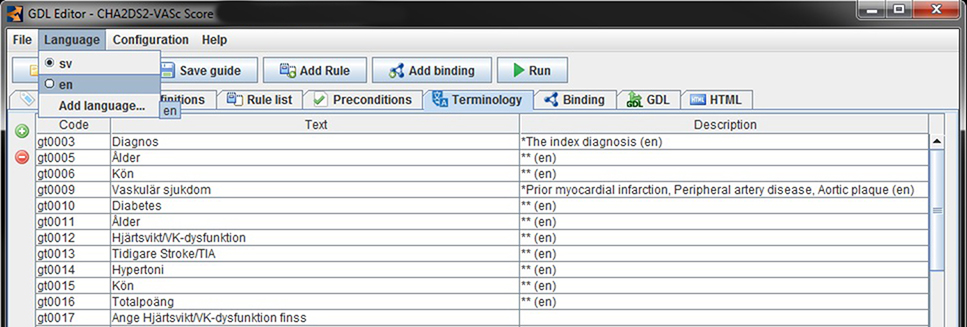 GDL Editor - CHA2DS2-VASc Score
File Language Configuration Help
sv
en
Add language...
en
Save guide Add Rule Add binding Run
finitions Rule list Preconditions Terminology Binding GDL HTML
Code Text Description
gt0003 Diagnos *The index diagnosis (en)
gt0005 Ålder ** (en)
gt0006 Kön ** (en)
gt0009 Vaskulär sjukdom *Prior myocardial infarction, Peripheral artery disease, Aortic plaque (en)
gt0010 Diabetes ** (en)
gt0011 Ålder ** (en)
gt0012 Hjärtsvikt/VK-dysfunktion ** (en)
gt0013 Tidigare Stroke/TIA ** (en)
gt0014 Hypertoni ** (en)
gt0015 Kön ** (en)
gt0016 Totalpoäng ** (en)
gt0017 Ange Hjärtsvikt/VK-dysfunktion finss